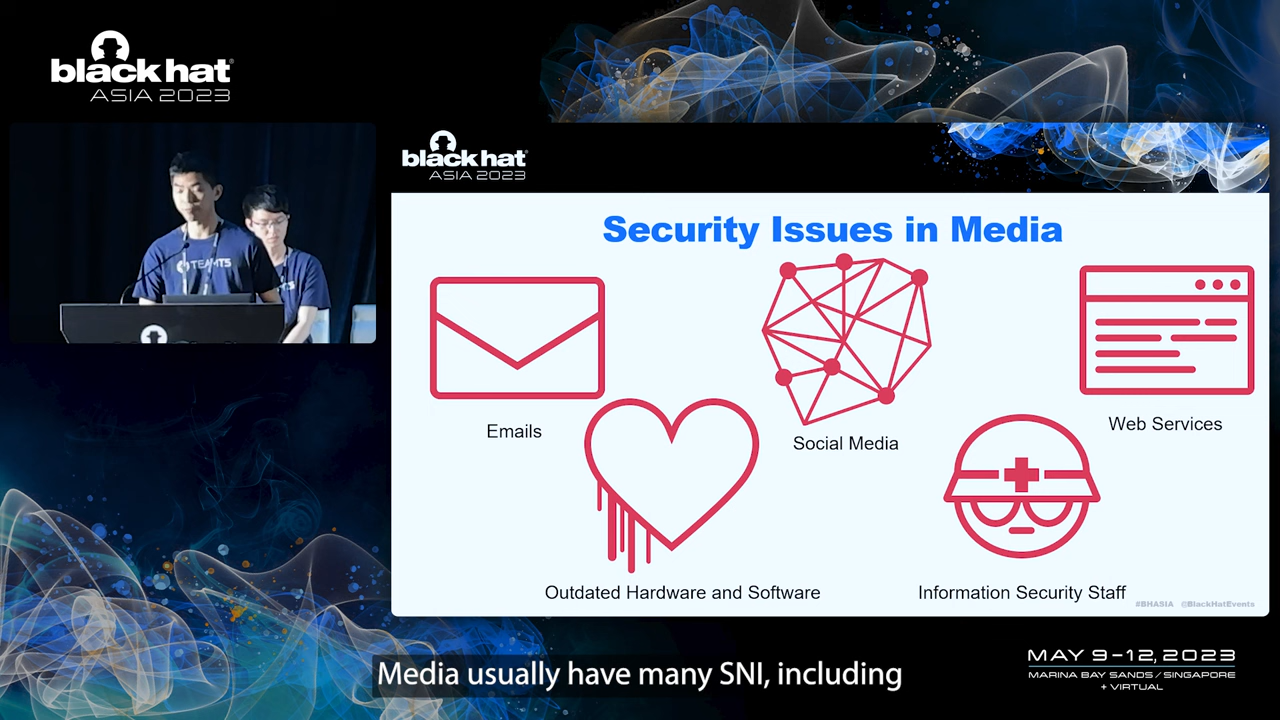 black hat
ASIA 2023
black hat
ASIA 2023
Security Issues in Media
Emails
Social Media
Web Services
Outdated Hardware and Software
Information Security Staff
#BHASIA @BlackHatEvents
TEAMT5
Media usually have many SNI, including
MAY 9-12, 2023
MARINA BAY SANDS / SINGAPORE
+ VIRTUAL